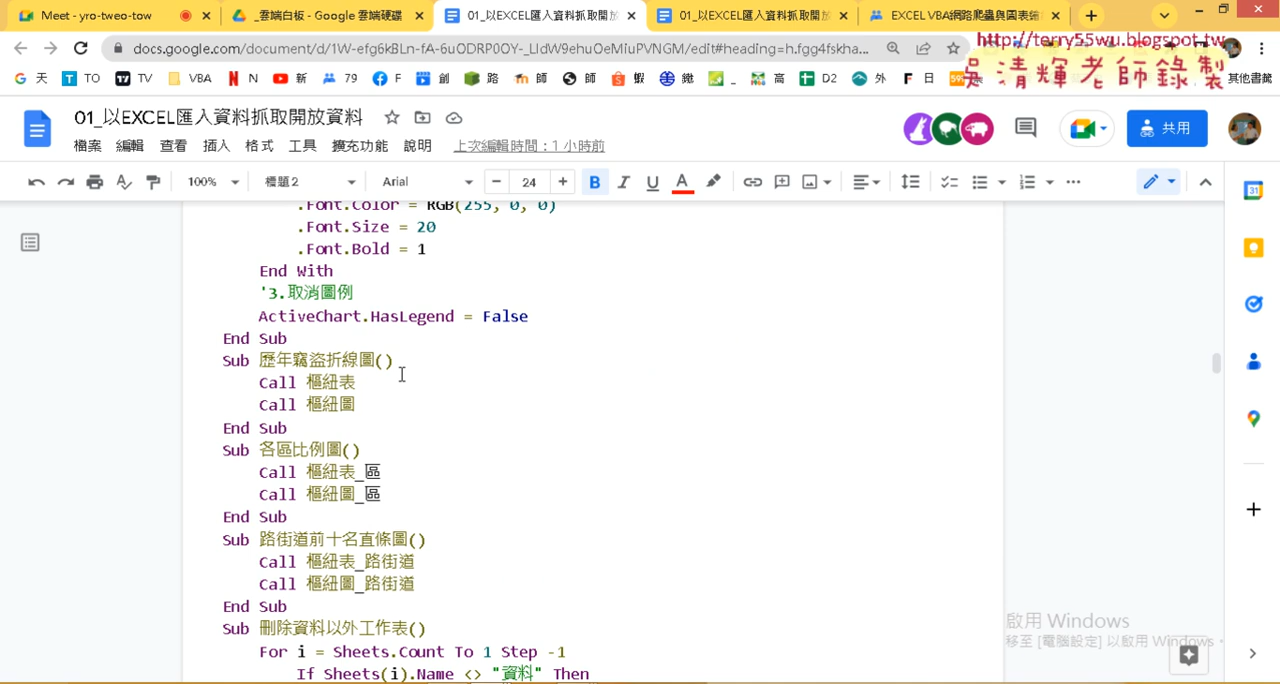 Meet - yro-tweo-tow
_雲端白板 - Google 雲端硬碟
01_以EXCEL匯入資料抓取開放
01_以EXCEL匯入資料抓取開放
EXCEL VBA網路爬蟲與圖表
docs.google.com/document/d/1W-efg6kBLn-fA-6uODRP0OY-_LIdW9ehuOeMiuPVNGM/edit#heading=h.fgg4fskha...
http://terry55wu.blogspot.tw
吳清輝老師錄製
天 TO TV VBA N 新 79 F 創 路 師 師 蝦 _ 高 D2 外 日 其他書籤
01_以EXCEL匯入資料抓取開放資料
共用
檔案 編輯 查看 插入 格式 工具 擴充功能 說明 上次編輯時間：1 小時前
100% 標題2 Arial 24 B I U A
.Font.Color = RGB(255, 0, 0)
.Font.Size = 20
.Font.Bold = 1
End With
'3.取消圖例
ActiveChart.HasLegend = False
End Sub
Sub 歷年竊盜折線圖()
Call 樞紐表
Call 樞紐圖
End Sub
Sub 各區比例圖()
Call 樞紐表_區
Call 樞紐圖_區
End Sub
Sub 路街道前十名直條圖()
Call 樞紐表_路街道
Call 樞紐圖_路街道
End Sub
Sub 刪除資料以外工作表()
For i = Sheets.Count To 1 Step -1
If Sheets(i).Name <> "資料" Then
啟用 Windows
移至 [電腦設定] 以啟用 Windows。